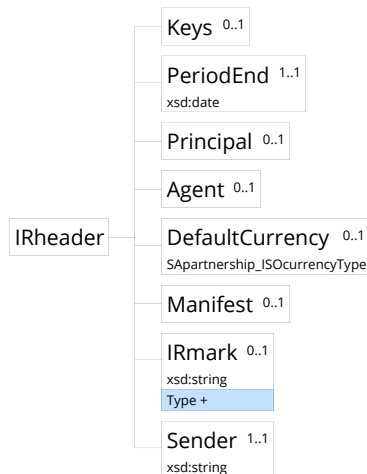 Keys 0..1
PeriodEnd 1..1
xsd:date
Principal 0..1
Agent 0..1
IRheader
DefaultCurrency 0..1
SApartnership_ISOcurrencyType
Manifest 0..1
IRmark 0..1
xsd:string
Type +
Sender 1..1
xsd:string